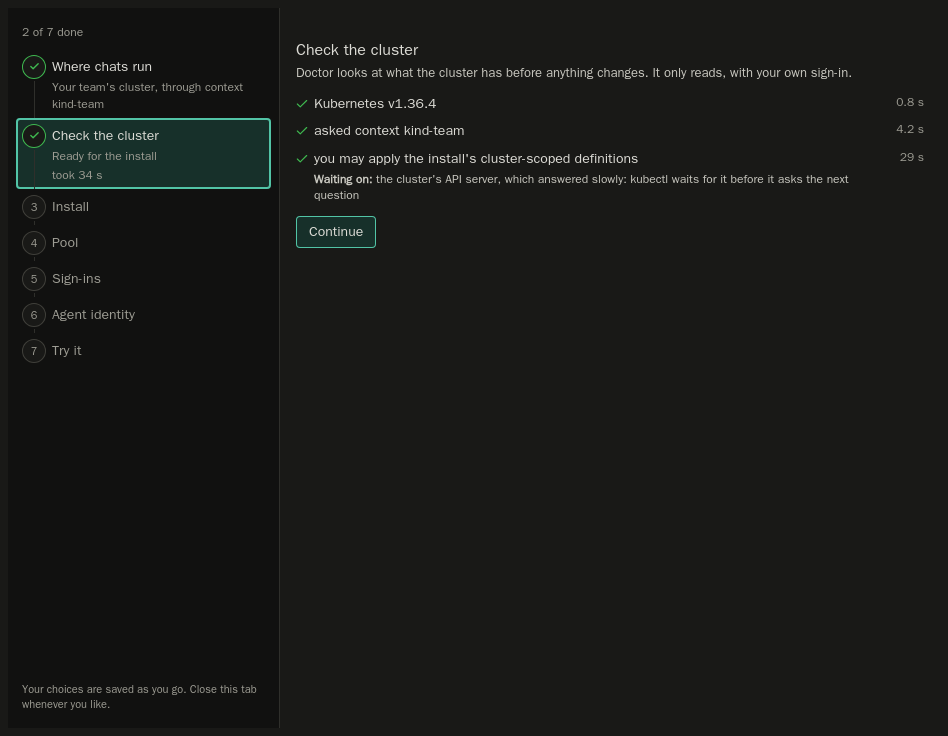 2 of 7 done
Where chats run
Your team's cluster, through context
kind-team
Check the cluster
Ready for the install
took 34 s
3 Install
4 Pool
5 Sign-ins
6 Agent identity
7 Try it
Your choices are saved as you go. Close this tab
whenever you like.
Check the cluster
Doctor looks at what the cluster has before anything changes. It only reads, with your own sign-in.
Kubernetes v1.36.4 0.8 s
asked context kind-team 4.2 s
you may apply the install's cluster-scoped definitions 29 s
Waiting on: the cluster's API server, which answered slowly: kubectl waits for it before it asks the next
question
Continue